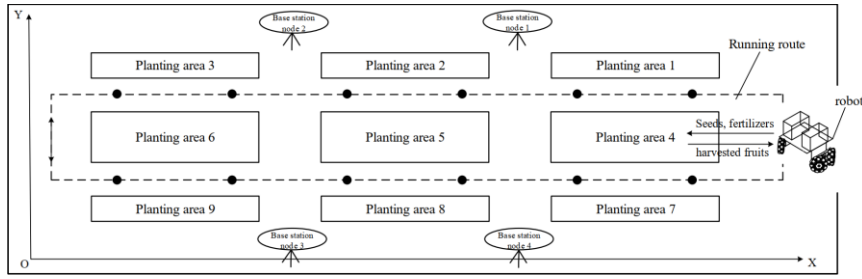 Y
Base station
node 2
Base station
node 1
Planting area 3
Planting area 2
Planting area 1
Running route
robot
Planting area 6
Planting area 5
Planting area 4
Seeds, fertilizers
harvested fruits
Planting area 9
Planting area 8
Planting area 7
Base station
node 3
Base station
node 4
O
X